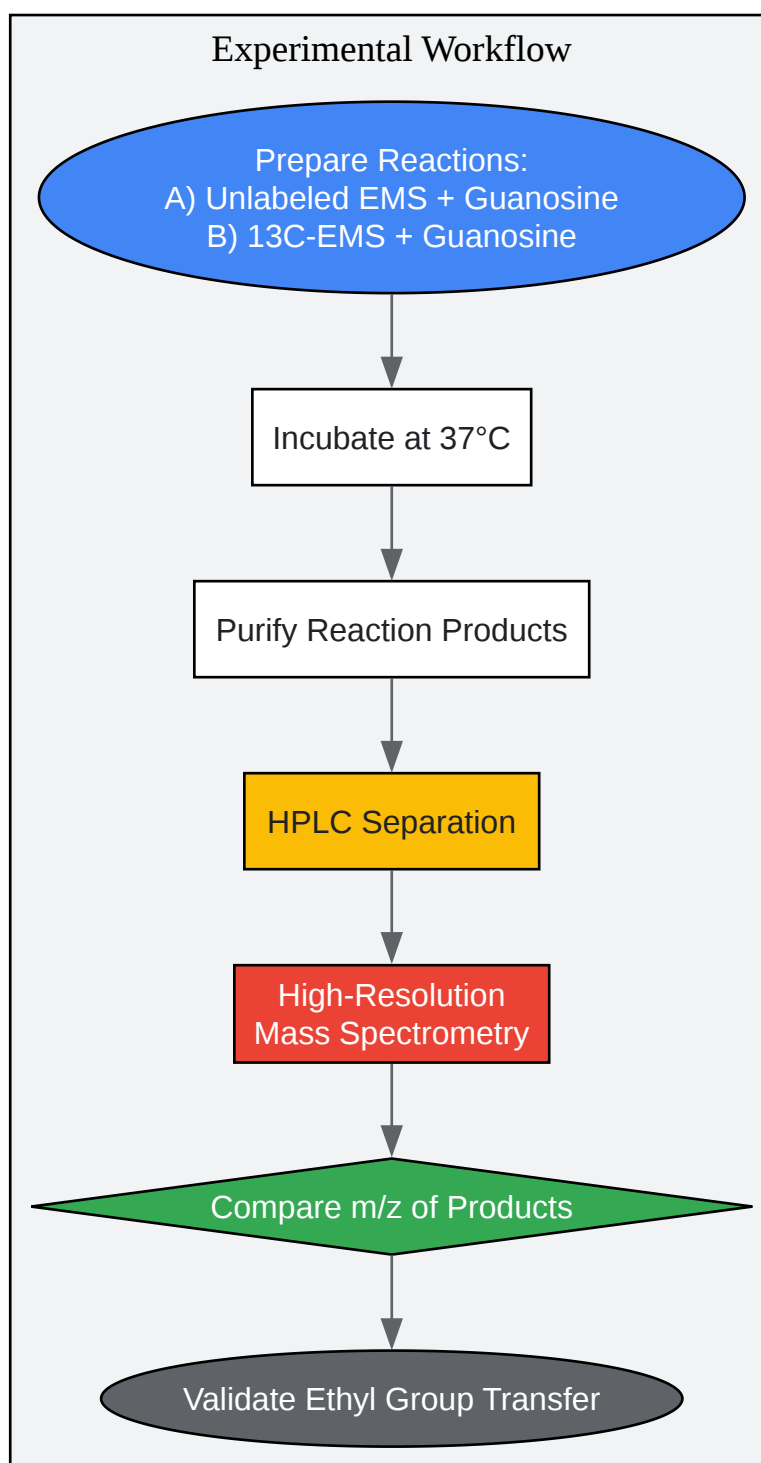 Experimental Workflow
Prepare Reactions:
A) Unlabeled EMS + Guanosine
B) 13C-EMS + Guanosine
Incubate at 37°C
Purify Reaction Products
HPLC Separation
High-Resolution
Mass Spectrometry
Compare m/z of Products
Validate Ethyl Group Transfer